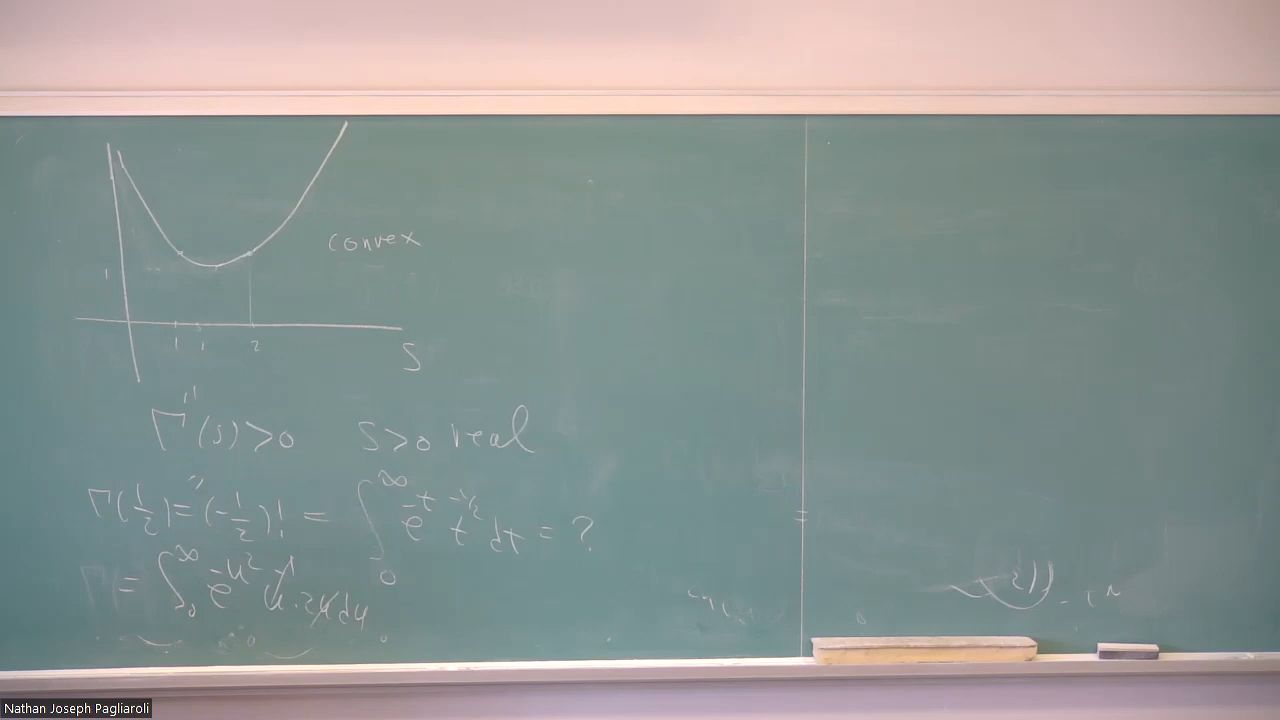 convex
1
1 1 2
S
Γ''(s)>0 s>0 real
Γ(1/2)="(-1/2)! = ∫₀^∞ e^{-t} t^{-1/2} dt = ?
= ∫₀^∞ e^{-u²} u^{-1}·2u du
Nathan Joseph Pagliaroli